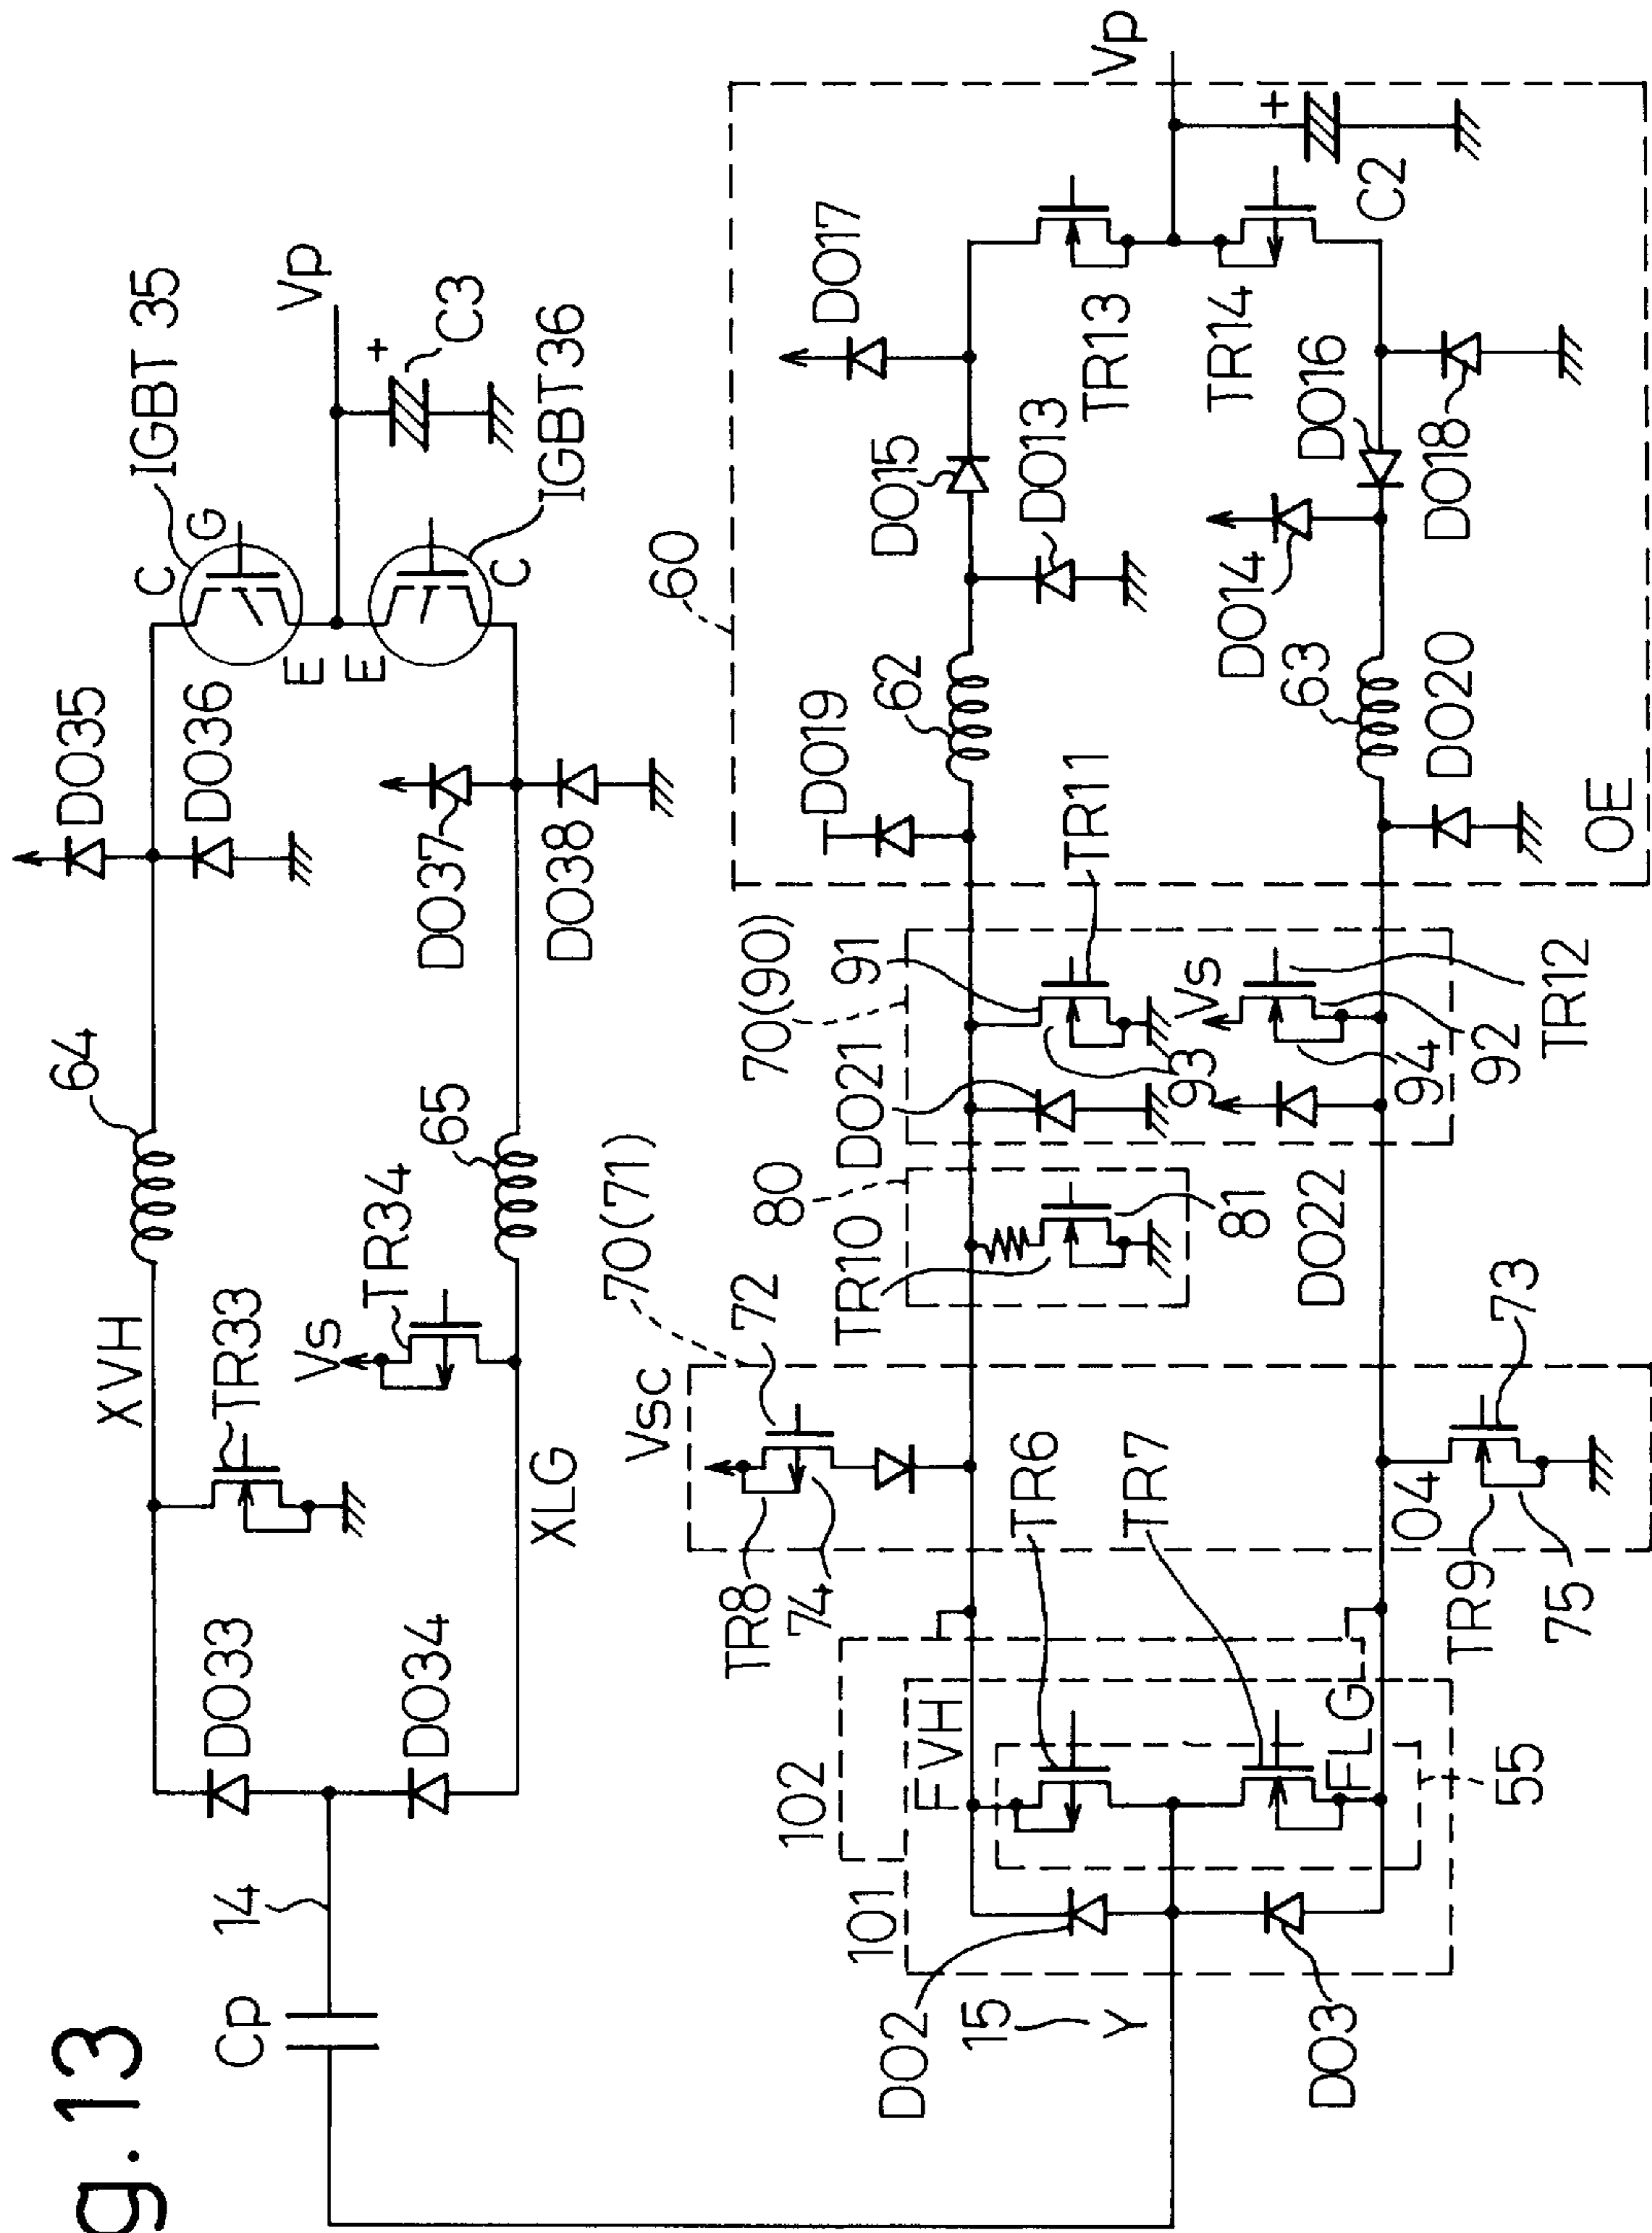 g.13
Cp
14
DO33
DO34
XVH
TR33
Vs
TR34
XLG
64
65
DO35
DO36
DO37
DO38
IGBT 35
C
G
E
E
C
IGBT36
Vp
+
C3
60
DO17
DO15
DO13
DO19
62
TR13
TR14
Vp
+
C2
DO16
DO14
DO18
63
DO20
OE
70(90)
91
TR11
DO21
93
Vs
94
92
TR12
DO22
80
TR10
81
70(71)
72
Vsc
TR8
74
TR6
TR7
04
TR9
75
73
102
101
FVH
FLG
55
DO2
15
Y
DO3